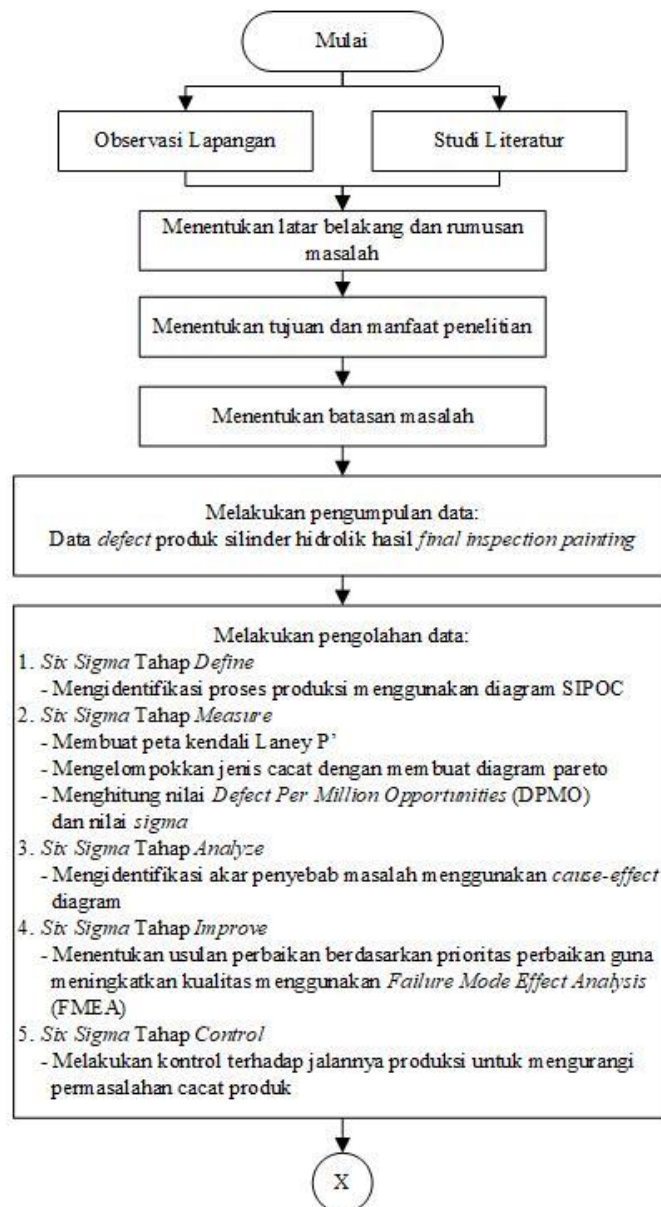 Mulai
Observasi Lapangan
Studi Literatur
Menentukan latar belakang dan rumusan
masalah
Menentukan tujuan dan manfaat penelitian
Menentukan batasan masalah
Melakukan pengumpulan data:
Data defect produk silinder hidrolik hasil final inspection painting
Melakukan pengolahan data:
1. Six Sigma Tahap Define
- Mengidentifikasi proses produksi menggunakan diagram SIPOC
2. Six Sigma Tahap Measure
- Membuat peta kendali Laney P’
- Mengelompokkan jenis cacat dengan membuat diagram pareto
- Menghitung nilai Defect Per Million Opportunities (DPMO)
dan nilai sigma
3. Six Sigma Tahap Analyze
- Mengidentifikasi akar penyebab masalah menggunakan cause-effect
diagram
4. Six Sigma Tahap Improve
- Menentukan usulan perbaikan berdasarkan prioritas perbaikan guna
meningkatkan kualitas menggunakan Failure Mode Effect Analysis
(FMEA)
5. Six Sigma Tahap Control
- Melakukan kontrol terhadap jalannya produksi untuk mengurangi
permasalahan cacat produk
X